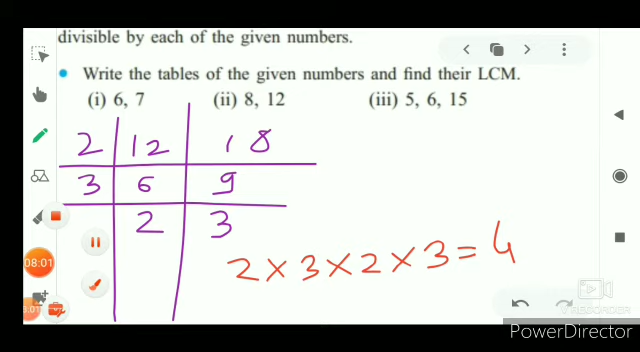 divisible by each of the given numbers.
• Write the tables of the given numbers and find their LCM.
(i) 6, 7 (ii) 8, 12 (iii) 5, 6, 15
2 12 18
3 6 9
2 3
2 × 3 × 2 × 3 = 4
08:01
RECORDER
PowerDirector